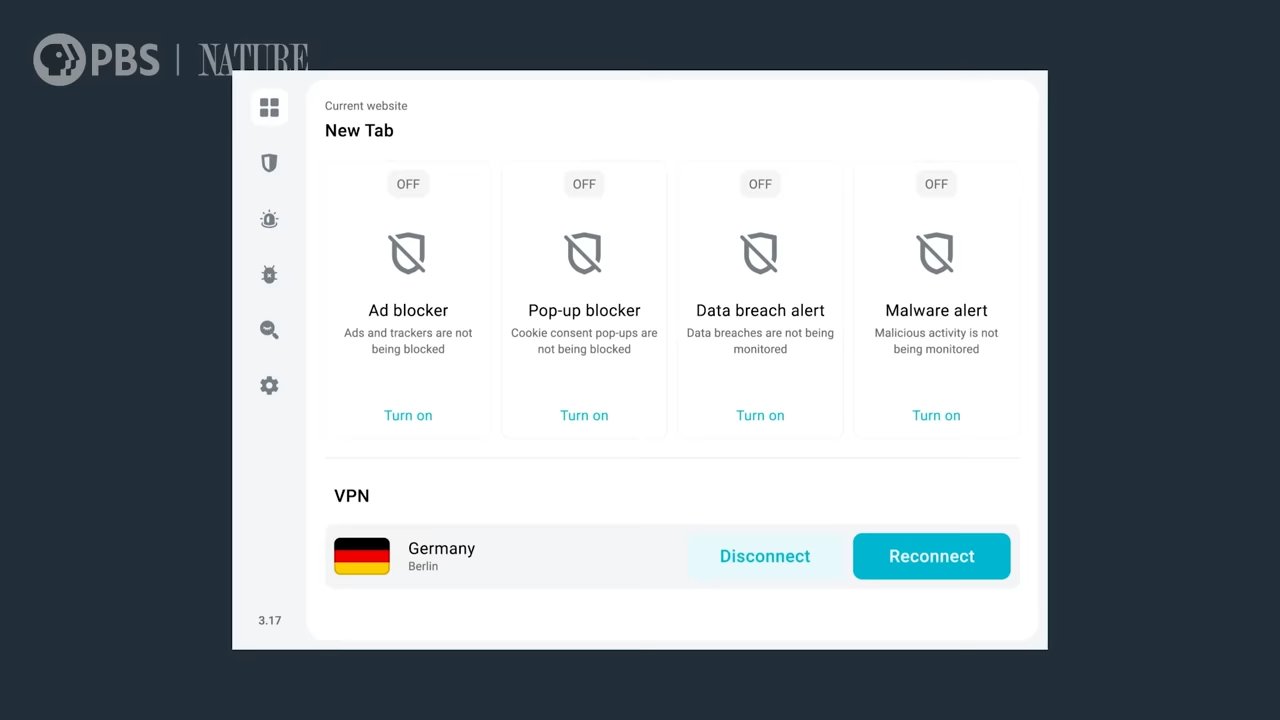 PBS | NATURE
Current website
New Tab
OFF
OFF
OFF
OFF
Ad blocker
Ads and trackers are not
being blocked
Turn on
Pop-up blocker
Cookie consent pop-ups are
not being blocked
Turn on
Data breach alert
Data breaches are not being
monitored
Turn on
Malware alert
Malicious activity is not
being monitored
Turn on
VPN
Germany
Berlin
Disconnect
Reconnect
3.17